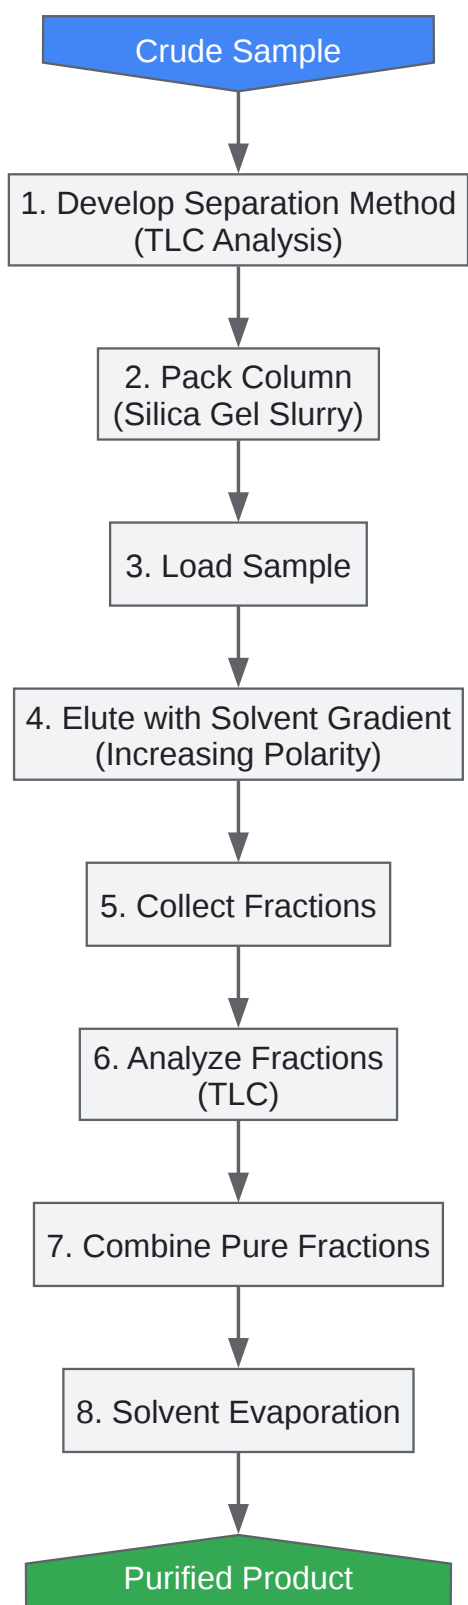 Crude Sample
1. Develop Separation Method
(TLC Analysis)
2. Pack Column
(Silica Gel Slurry)
3. Load Sample
4. Elute with Solvent Gradient
(Increasing Polarity)
5. Collect Fractions
6. Analyze Fractions
(TLC)
7. Combine Pure Fractions
8. Solvent Evaporation
Purified Product